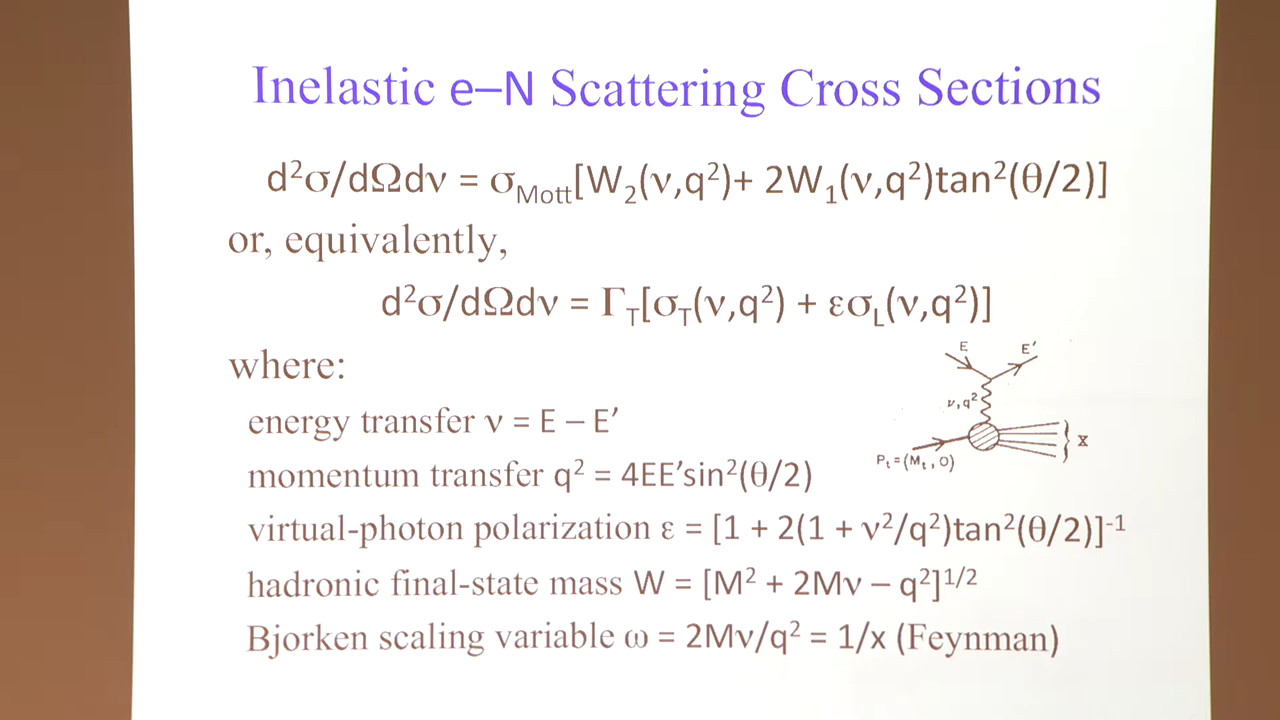 Inelastic e–N Scattering Cross Sections
d²σ/dΩdν = σ_Mott[W₂(ν,q²)+ 2W₁(ν,q²)tan²(θ/2)]
or, equivalently,
d²σ/dΩdν = Γ_T[σ_T(ν,q²) + εσ_L(ν,q²)]
where:
E
E′
energy transfer ν = E – E′
ν,q²
X
P_t=(M_t,0)
momentum transfer q² = 4EE′sin²(θ/2)
virtual-photon polarization ε = [1 + 2(1 + ν²/q²)tan²(θ/2)]⁻¹
hadronic final-state mass W = [M² + 2Mν – q²]¹/²
Bjorken scaling variable ω = 2Mν/q² = 1/x (Feynman)